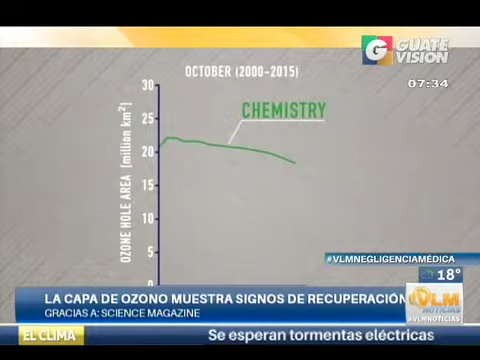 GUATE
VISION
07:34
OCTOBER (2000-2015)
OZONE HOLE AREA [million km²]
30
25
20
15
10
5
CHEMISTRY
#VLMNEGLIGENCIAMÉDICA
18°
LA CAPA DE OZONO MUESTRA SIGNOS DE RECUPERACIÓN
GRACIAS A: SCIENCE MAGAZINE
VLM
NOTICIAS
#VLMNOTICIAS
EL CLIMA
Se esperan tormentas eléctricas